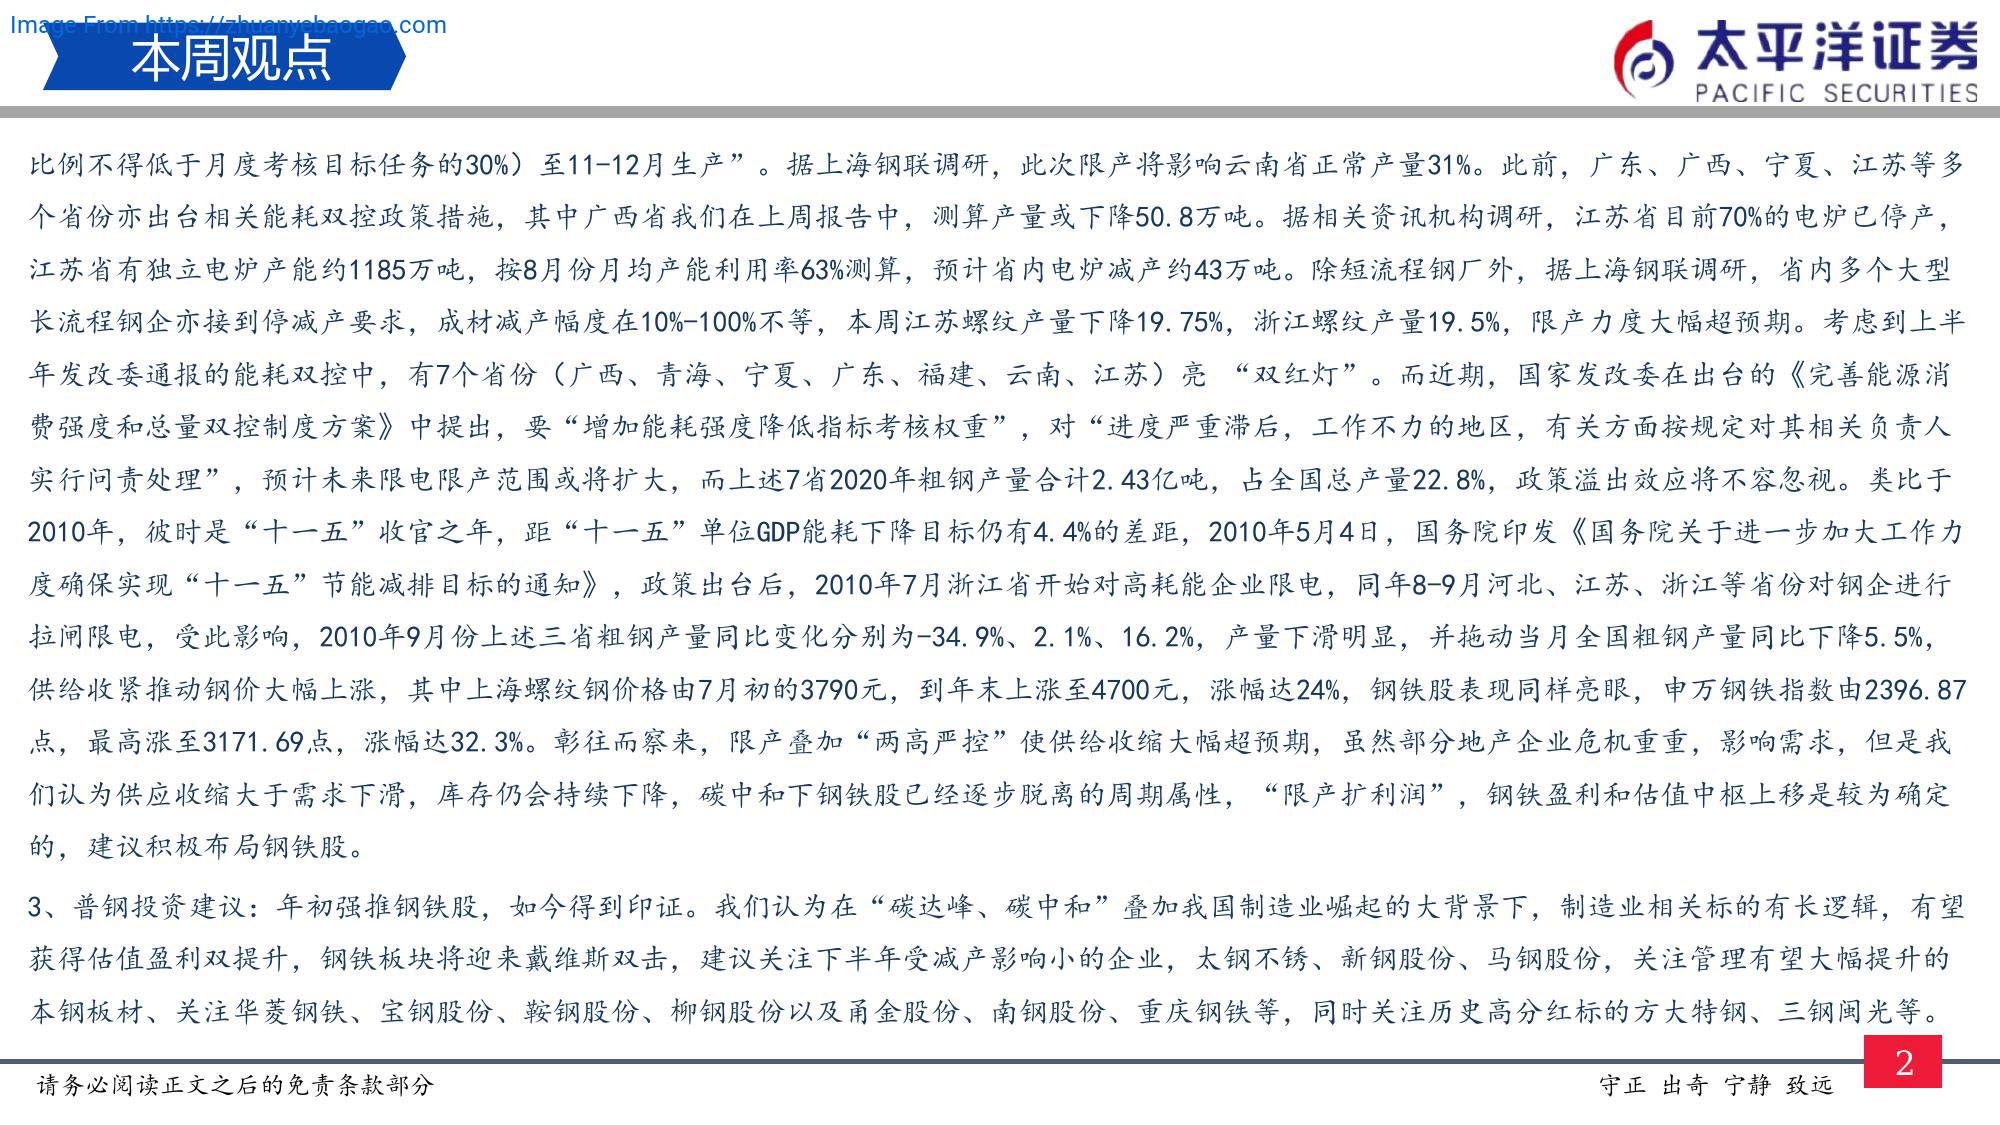 Image From https://zhuanyebaogao.com
本周观点
太平洋证券
PACIFIC SECURITIES
比例不得低于月度考核目标任务的30%）至11-12月生产”。据上海钢联调研，此次限产将影响云南省正常产量31%。此前，广东、广西、宁夏、江苏等多
个省份亦出台相关能耗双控政策措施，其中广西省我们在上周报告中，测算产量或下降50.8万吨。据相关资讯机构调研，江苏省目前70%的电炉已停产，
江苏省有独立电炉产能约1185万吨，按8月份月均产能利用率63%测算，预计省内电炉减产约43万吨。除短流程钢厂外，据上海钢联调研，省内多个大型
长流程钢企亦接到停减产要求，成材减产幅度在10%-100%不等，本周江苏螺纹产量下降19.75%，浙江螺纹产量19.5%，限产力度大幅超预期。考虑到上半
年发改委通报的能耗双控中，有7个省份（广西、青海、宁夏、广东、福建、云南、江苏）亮 “双红灯”。而近期，国家发改委在出台的《完善能源消
费强度和总量双控制度方案》中提出，要“增加能耗强度降低指标考核权重”，对“进度严重滞后，工作不力的地区，有关方面按规定对其相关负责人
实行问责处理”，预计未来限电限产范围或将扩大，而上述7省2020年粗钢产量合计2.43亿吨，占全国总产量22.8%，政策溢出效应将不容忽视。类比于
2010年，彼时是“十一五”收官之年，距“十一五”单位GDP能耗下降目标仍有4.4%的差距，2010年5月4日，国务院印发《国务院关于进一步加大工作力
度确保实现“十一五”节能减排目标的通知》，政策出台后，2010年7月浙江省开始对高耗能企业限电，同年8-9月河北、江苏、浙江等省份对钢企进行
拉闸限电，受此影响，2010年9月份上述三省粗钢产量同比变化分别为-34.9%、2.1%、16.2%，产量下滑明显，并拖动当月全国粗钢产量同比下降5.5%，
供给收紧推动钢价大幅上涨，其中上海螺纹钢价格由7月初的3790元，到年末上涨至4700元，涨幅达24%，钢铁股表现同样亮眼，申万钢铁指数由2396.87
点，最高涨至3171.69点，涨幅达32.3%。彰往而察来，限产叠加“两高严控”使供给收缩大幅超预期，虽然部分地产企业危机重重，影响需求，但是我
们认为供应收缩大于需求下滑，库存仍会持续下降，碳中和下钢铁股已经逐步脱离的周期属性，“限产扩利润”，钢铁盈利和估值中枢上移是较为确定
的，建议积极布局钢铁股。
3、普钢投资建议：年初强推钢铁股，如今得到印证。我们认为在“碳达峰、碳中和”叠加我国制造业崛起的大背景下，制造业相关标的有长逻辑，有望
获得估值盈利双提升，钢铁板块将迎来戴维斯双击，建议关注下半年受减产影响小的企业，太钢不锈、新钢股份、马钢股份，关注管理有望大幅提升的
本钢板材、关注华菱钢铁、宝钢股份、鞍钢股份、柳钢股份以及甬金股份、南钢股份、重庆钢铁等，同时关注历史高分红标的方大特钢、三钢闽光等。
请务必阅读正文之后的免责条款部分
守正 出奇 宁静 致远
2